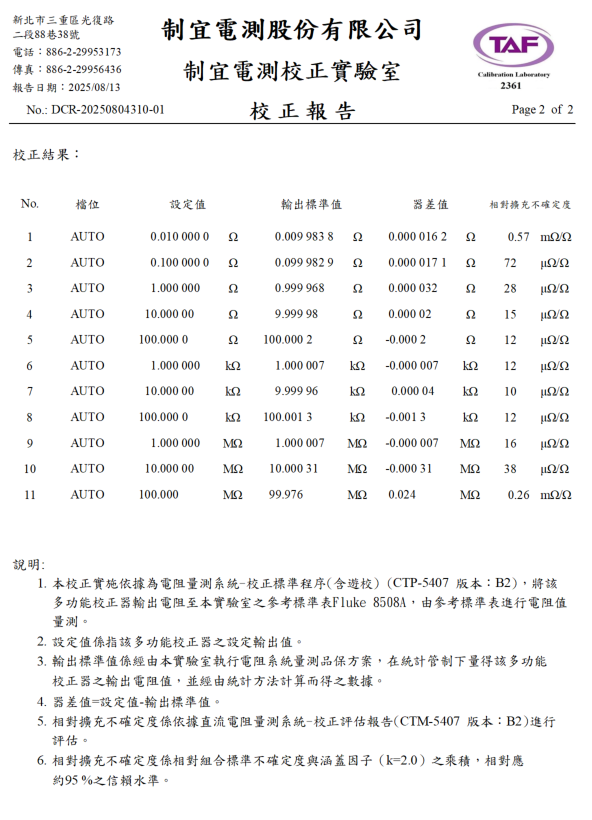 新北市三重區光復路
二段88巷38號
電話：886-2-29953173
傳真：886-2-29956436
報告日期：2025/08/13
制宜電測股份有限公司
制宜電測校正實驗室
TAF
Calibration Laboratory
2361
No.: DCR-20250804310-01
校正報告
Page 2 of 2
校正結果：
No. 檔位 設定值 輸出標準值 器差值 相對擴充不確定度
1 AUTO 0.010 000 0 Ω 0.009 983 8 Ω 0.000 016 2 Ω 0.57 mΩ/Ω
2 AUTO 0.100 000 0 Ω 0.099 982 9 Ω 0.000 017 1 Ω 72 μΩ/Ω
3 AUTO 1.000 000 Ω 0.999 968 Ω 0.000 032 Ω 28 μΩ/Ω
4 AUTO 10.000 00 Ω 9.999 98 Ω 0.000 02 Ω 15 μΩ/Ω
5 AUTO 100.000 0 Ω 100.000 2 Ω -0.000 2 Ω 12 μΩ/Ω
6 AUTO 1.000 000 kΩ 1.000 007 kΩ -0.000 007 kΩ 12 μΩ/Ω
7 AUTO 10.000 00 kΩ 9.999 96 kΩ 0.000 04 kΩ 10 μΩ/Ω
8 AUTO 100.000 0 kΩ 100.001 3 kΩ -0.001 3 kΩ 12 μΩ/Ω
9 AUTO 1.000 000 MΩ 1.000 007 MΩ -0.000 007 MΩ 16 μΩ/Ω
10 AUTO 10.000 00 MΩ 10.000 31 MΩ -0.000 31 MΩ 38 μΩ/Ω
11 AUTO 100.000 MΩ 99.976 MΩ 0.024 MΩ 0.26 mΩ/Ω
說明:
1. 本校正實施依據為電阻量測系統-校正標準程序(含遊校)（CTP-5407 版本：B2)，將該
多功能校正器輸出電阻至本實驗室之參考標準表Fluke 8508A，由參考標準表進行電阻值
量測。
2. 設定值係指該多功能校正器之設定輸出值。
3. 輸出標準值係經由本實驗室執行電阻系統量測品保方案，在統計管制下量得該多功能
校正器之輸出電阻值，並經由統計方法計算而得之數據。
4. 器差值=設定值-輸出標準值。
5. 相對擴充不確定度係依據直流電阻量測系統-校正評估報告(CTM-5407 版本：B2)進行
評估。
6. 相對擴充不確定度係相對組合標準不確定度與涵蓋因子（k=2.0）之乘積，相對應
約95 %之信賴水準。